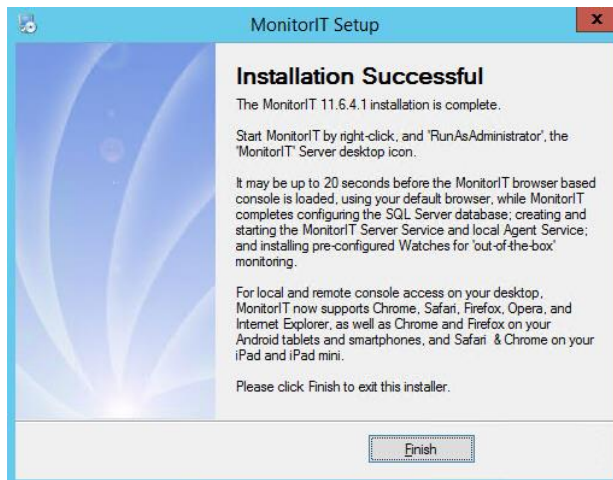 MonitorIT Setup
x
Installation Successful
The MonitorIT 11.6.4.1 installation is complete.
Start MonitorIT by right-click, and 'RunAsAdministrator', the
'MonitorIT' Server desktop icon.
It may be up to 20 seconds before the MonitorIT browser based
console is loaded, using your default browser, while MonitorIT
completes configuring the SQL Server database; creating and
starting the MonitorIT Server Service and local Agent Service;
and installing pre-configured Watches for 'out-of-the-box'
monitoring.
For local and remote console access on your desktop,
MonitorIT now supports Chrome, Safari, Firefox, Opera, and
Internet Explorer, as well as Chrome and Firefox on your
Android tablets and smartphones, and Safari & Chrome on your
iPad and iPad mini.
Please click Finish to exit this installer.
Finish